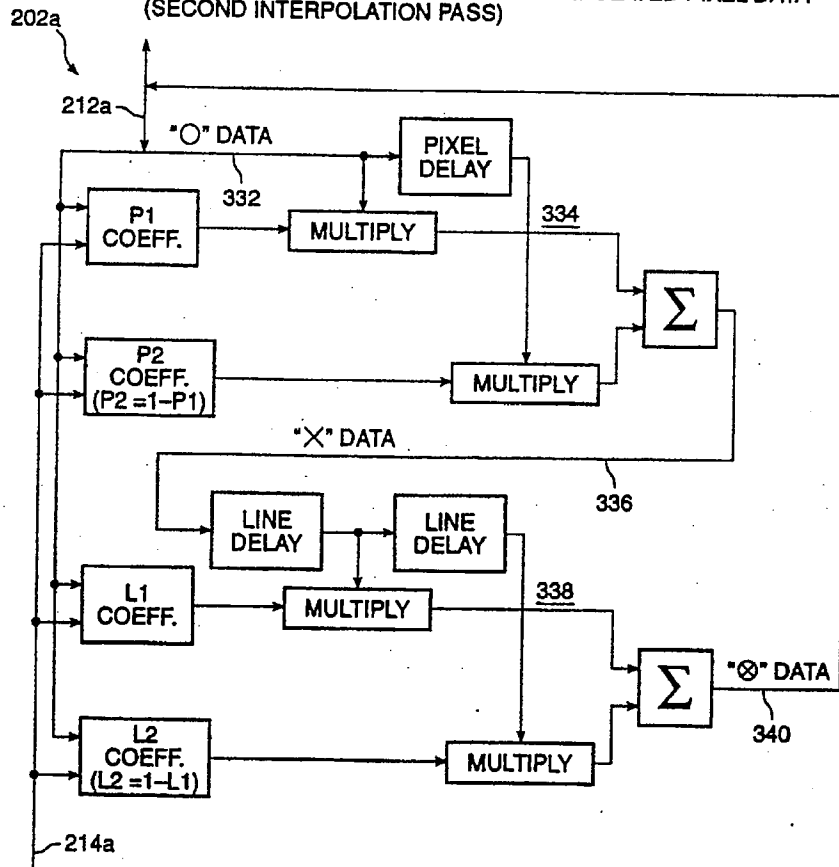 PIXEL DATA
(SECOND INTERPOLATION PASS)
202a
212a
"○" DATA
332
PIXEL
DELAY
P1
COEFF.
MULTIPLY
334
Σ
P2
COEFF.
(P2 =1–P1)
MULTIPLY
"X" DATA
336
LINE
DELAY
LINE
DELAY
L1
COEFF.
MULTIPLY
338
Σ
"⊗" DATA
340
L2
COEFF.
(L2 =1–L1)
MULTIPLY
214a